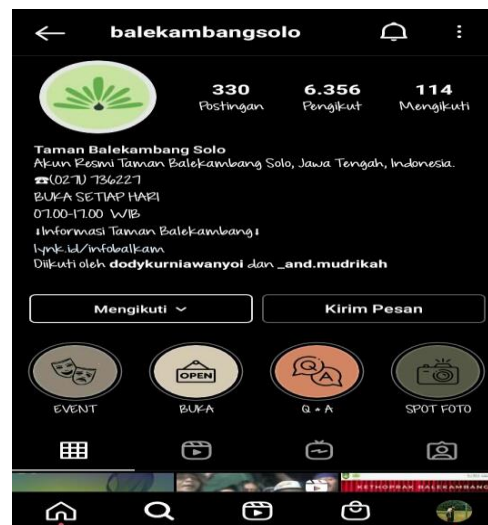 balekambangsolo
330 6.356 114
Postingan Pengikut Mengikuti
Taman Balekambang Solo
Akun Resmi Taman Balekambang Solo, Jawa Tengah, Indonesia.
☎(0271) 736227
BUKA SETIAP HARI
07.00-17.00 WIB
⬇Informasi Taman Balekambang⬇
lynk.id/infobalkam
Diikuti oleh dodykurniawanyoi dan _and.mudrikah
Mengikuti Kirim Pesan
OPEN Q A
EVENT BUKA Q & A SPOT FOTO
KETHOPRAK BALEKAMBANG